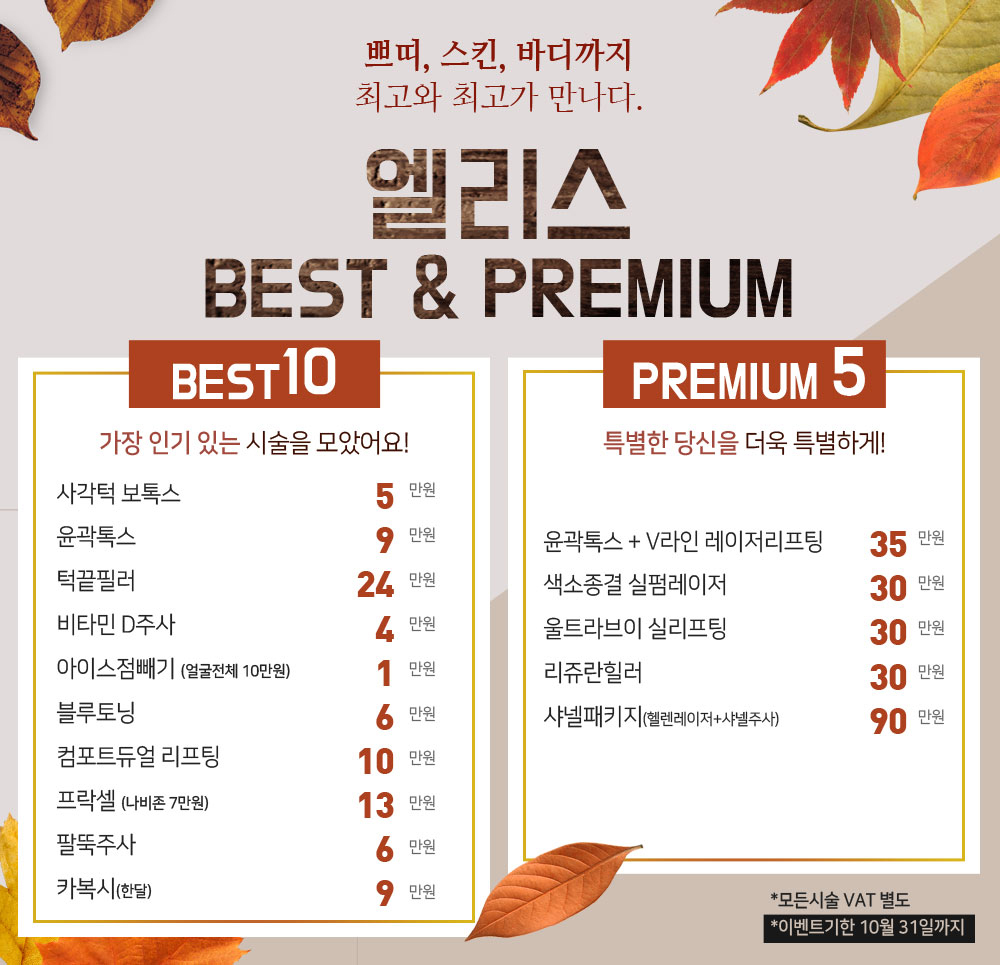 쁘띠, 스킨, 바디까지
최고와 최고가 만나다.
엘리스
BEST & PREMIUM
BEST10
가장 인기 있는 시술을 모았어요!
사각턱 보톡스 5 만원
윤곽톡스 9 만원
턱끝필러 24 만원
비타민 D주사 4 만원
아이스점빼기 (얼굴전체 10만원) 1 만원
블루토닝 6 만원
컴포트듀얼 리프팅 10 만원
프락셀 (나비존 7만원) 13 만원
팔뚝주사 6 만원
카복시(한달) 9 만원
PREMIUM 5
특별한 당신을 더욱 특별하게!
윤곽톡스 + V라인 레이저리프팅 35 만원
색소종결 실펌레이저 30 만원
울트라브이 실리프팅 30 만원
리쥬란힐러 30 만원
샤넬패키지(헬렌레이저+샤넬주사) 90 만원
*모든시술 VAT 별도
*이벤트기한 10월 31일까지